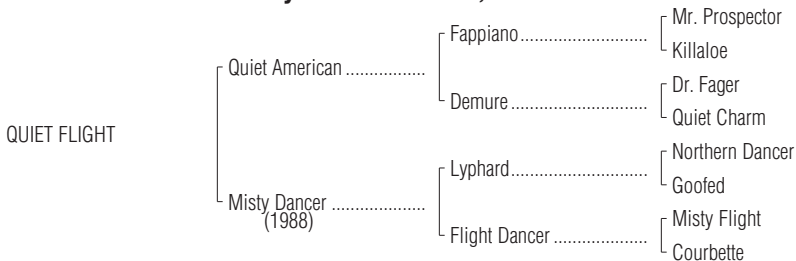 Mr. Prospector
Fappiano
Killaloe
Quiet American
Dr. Fager
Demure
Quiet Charm
QUIET FLIGHT
Northern Dancer
Lyphard
Goofed
Misty Dancer
(1988)
Misty Flight
Flight Dancer
Courbette